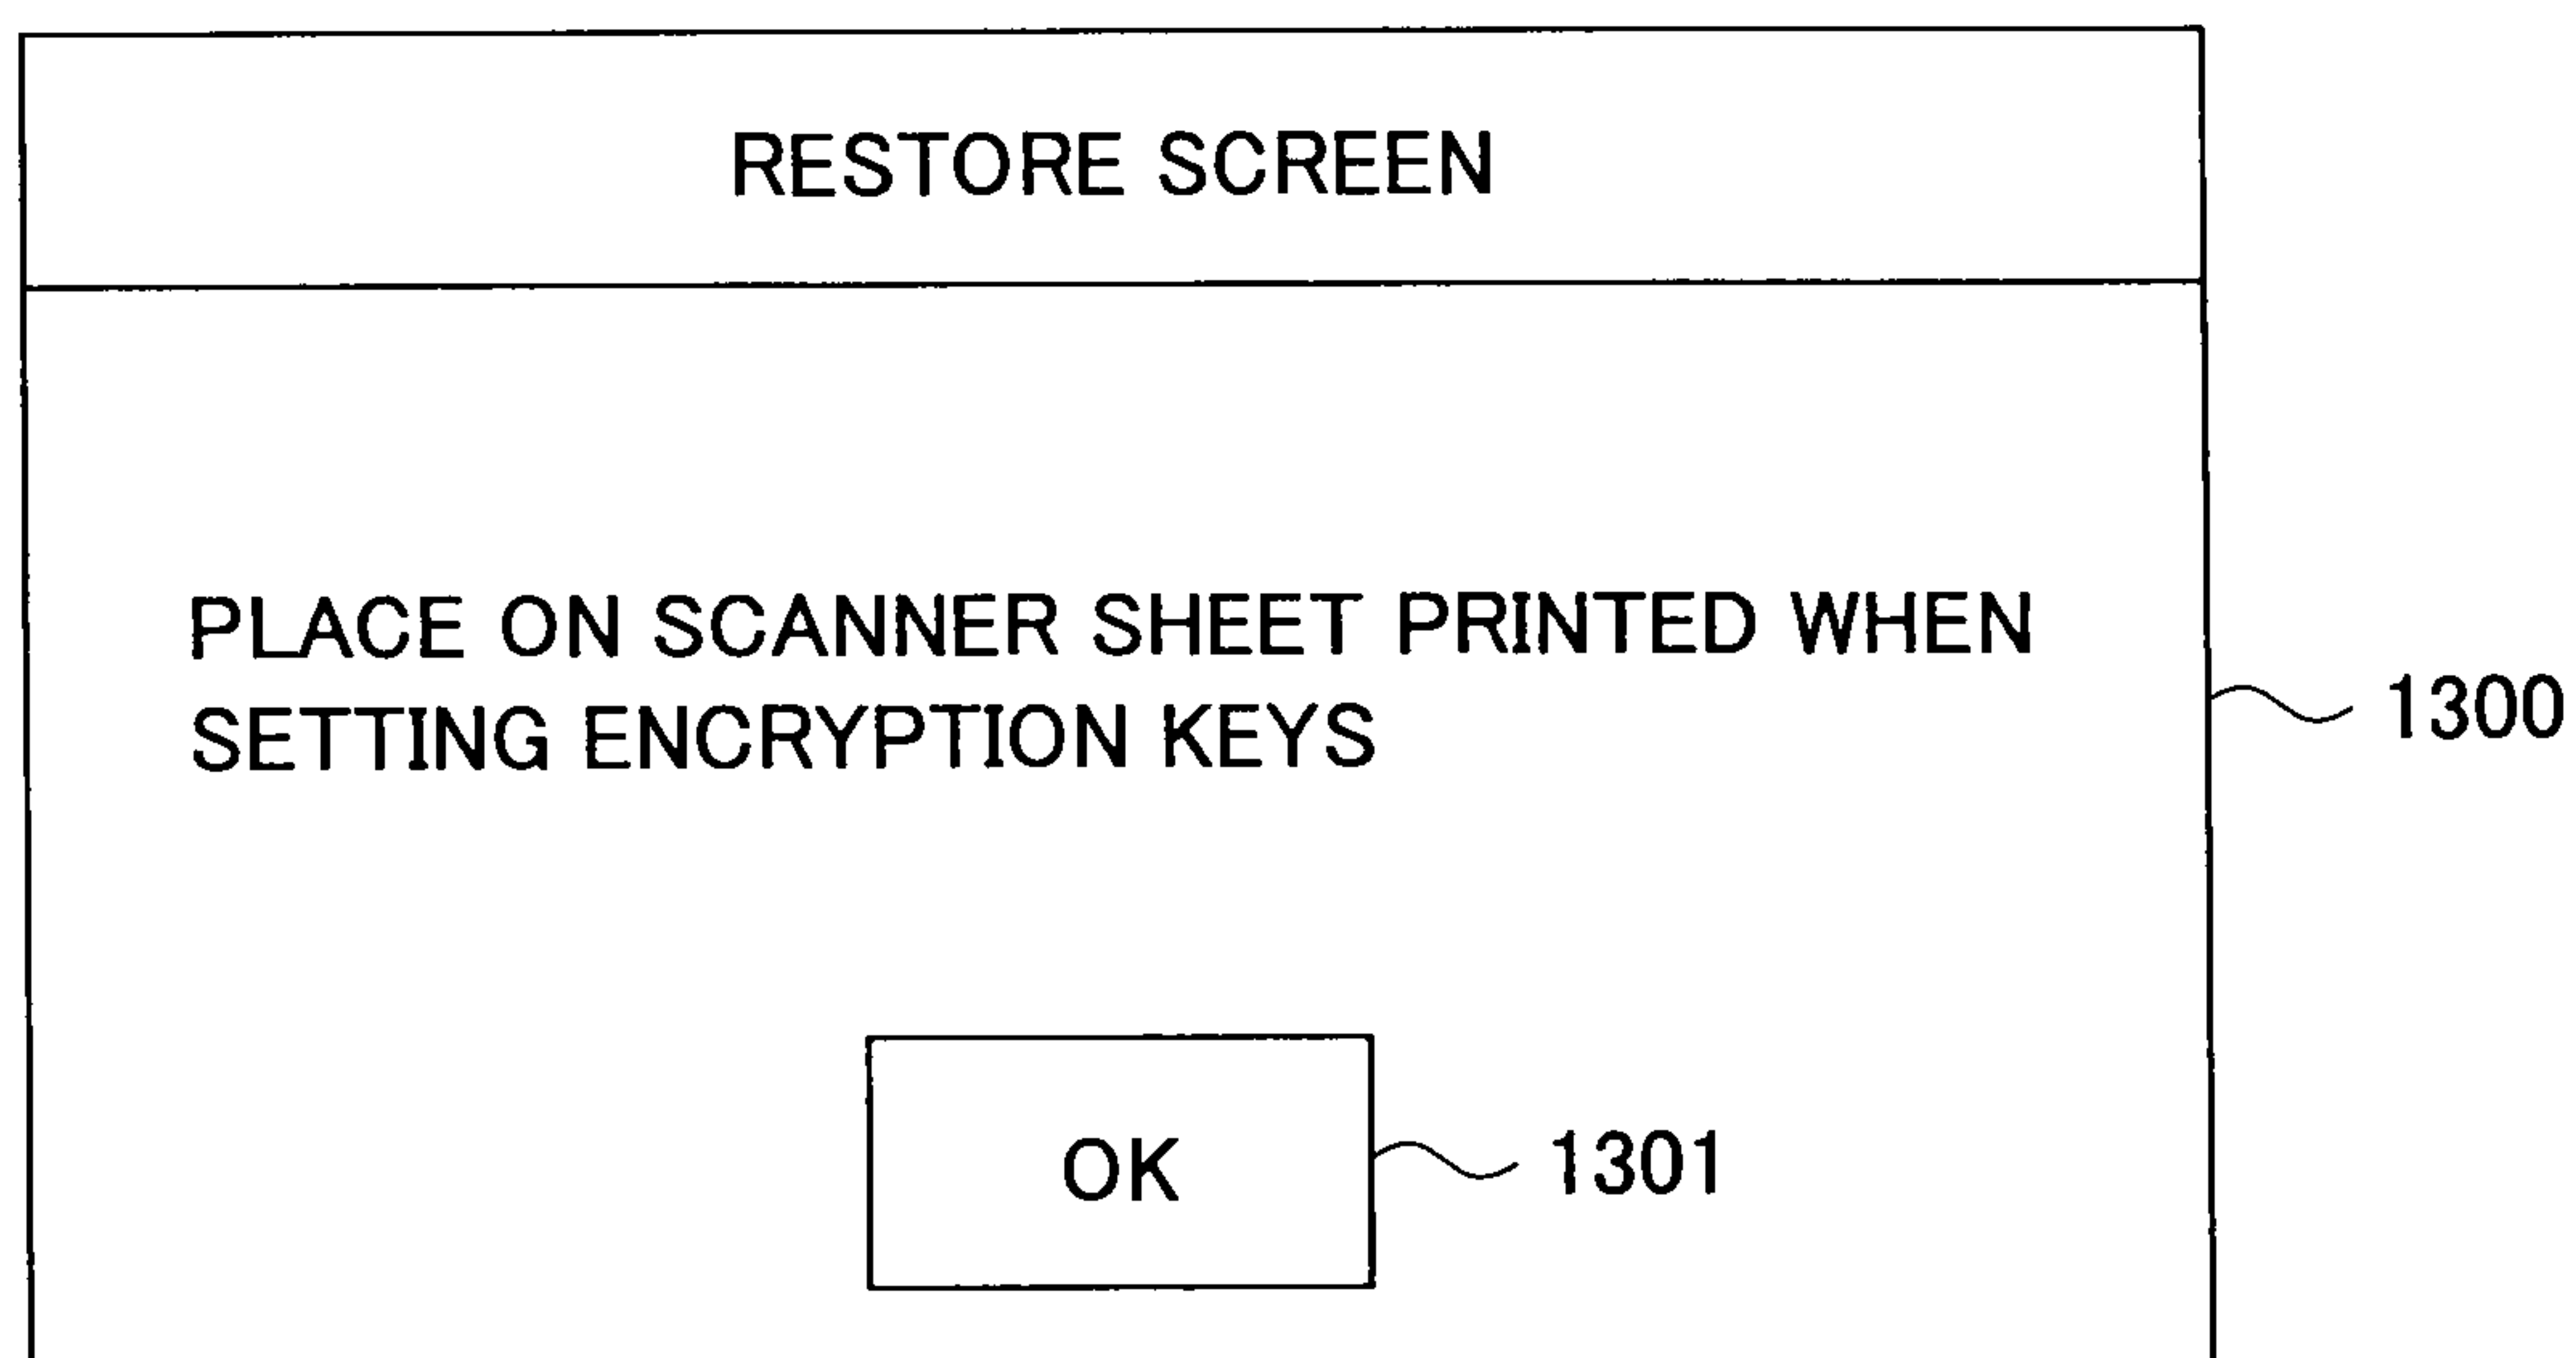 RESTORE SCREEN
PLACE ON SCANNER SHEET PRINTED WHEN
SETTING ENCRYPTION KEYS
1300
OK
1301